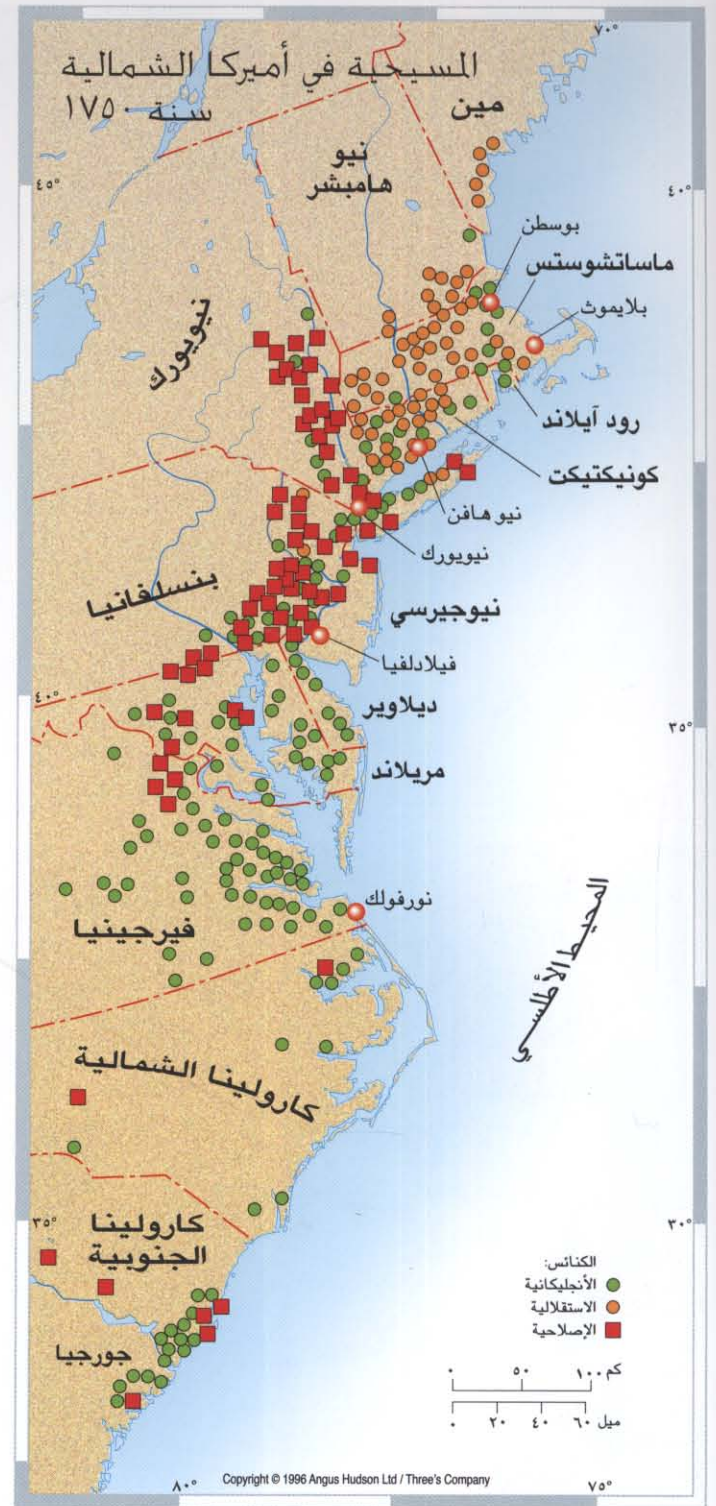 المسيحية في أميركا الشمالية
سنة ١٧٥٠
٧٠°
مين
نيو
هامبشر
٤٥°
٤٠°
بوسطن
ماساتشوستس
بلايموث
نيويورك
رود آيلاند
كونيكتيكت
نيو هافن
نيويورك
بنسلفانيا
نيوجيرسي
فيلادلفيا
٤٠°
ديلاوير
٣٥°
مريلاند
نورفولك
المحيط الأطلسي
فيرجينيا
كارولينا الشمالية
٣٥°
٣٠°
كارولينا
الجنوبية
الكنائس:
الأنجليكانية
الاستقلالية
الإصلاحية
جورجيا
٠ ٥٠ ١٠٠ كم
٠ ٢٠ ٤٠ ٦٠ ميل
٨٠°
Copyright © 1996 Angus Hudson Ltd / Three's Company
٧٥°